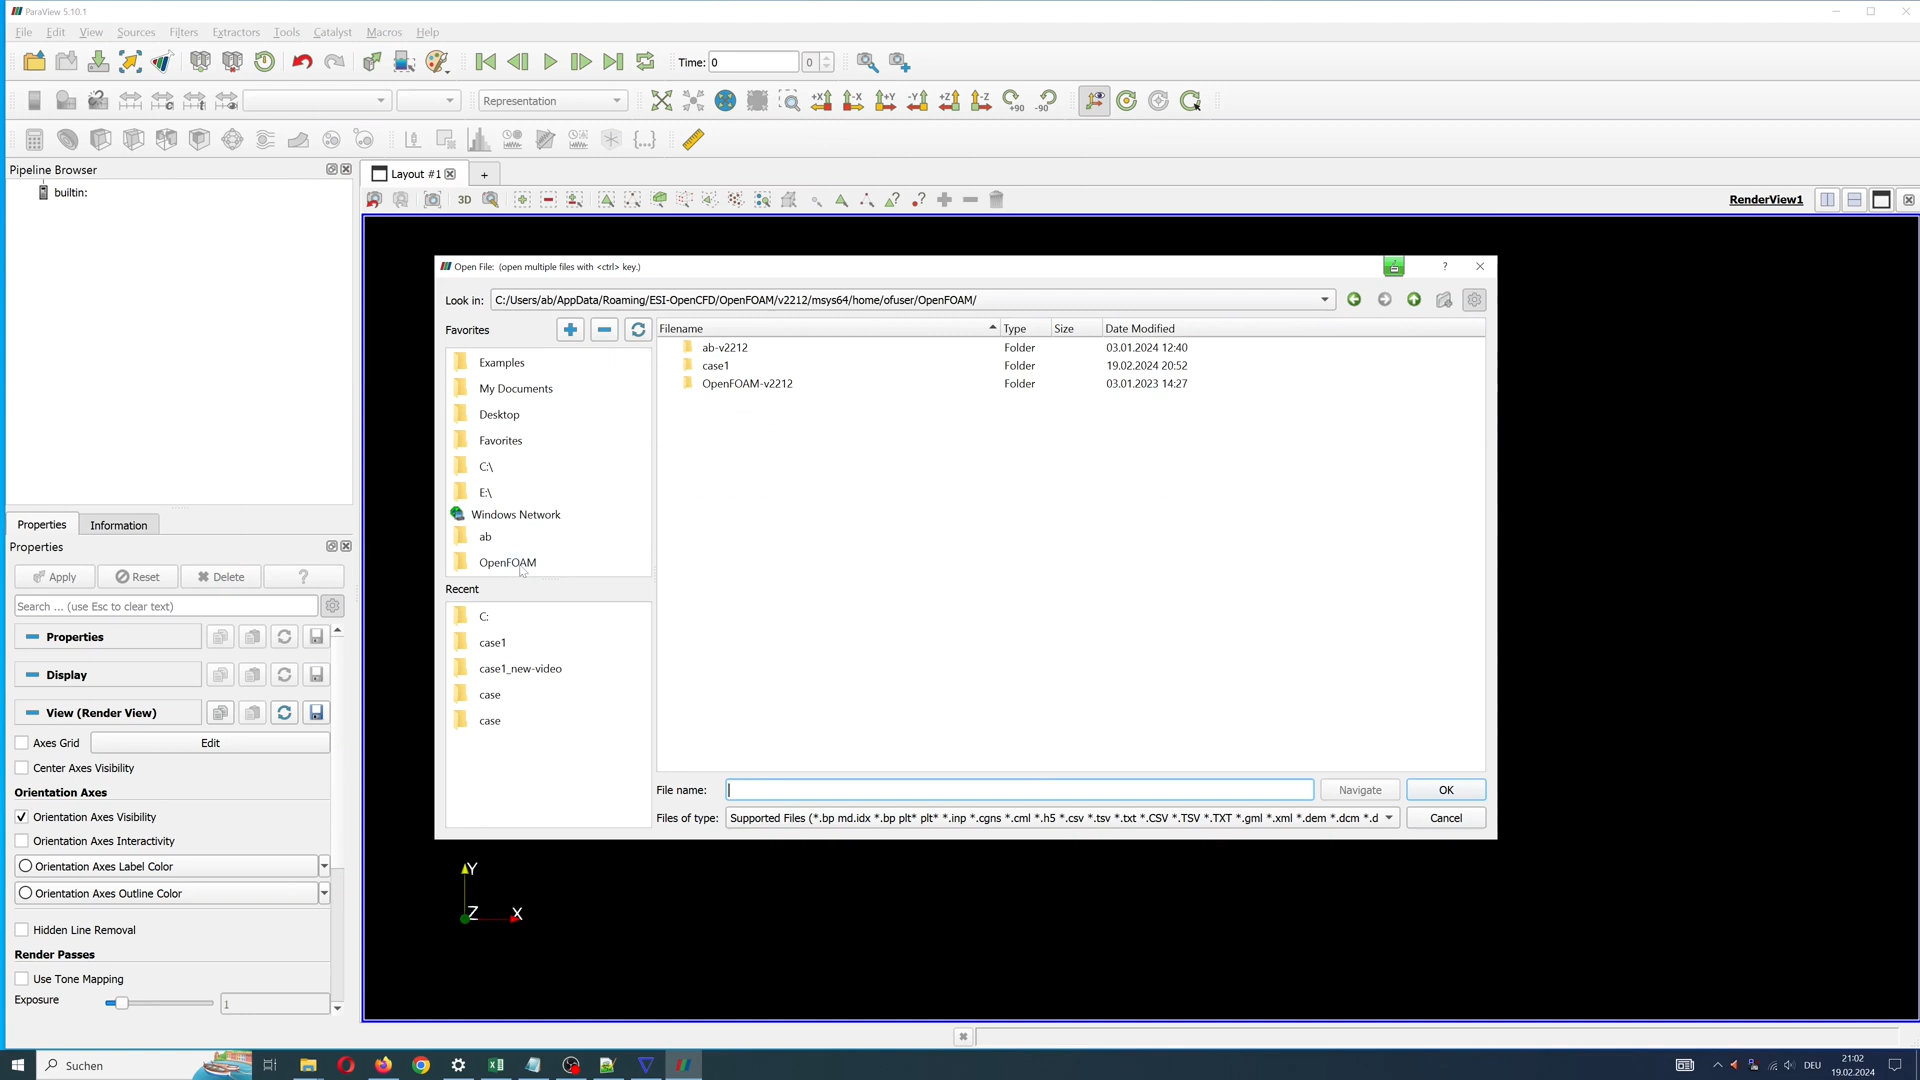 ParaView 5.10.1
File Edit View Sources Filters Extractors Tools Catalyst Macros Help
Time: 0 0
Representation +X -X +Y -Y +Z -Z +90 -90
Pipeline Browser
builtin:
Layout #1 +
3D
RenderView1
Open File: (open multiple files with <ctrl> key.) ?
Look in: C:/Users/ab/AppData/Roaming/ESI-OpenCFD/OpenFOAM/v2212/msys64/home/ofuser/OpenFOAM/
Favorites
Filename Type Size Date Modified
ab-v2212 Folder 03.01.2024 12:40
case1 Folder 19.02.2024 20:52
OpenFOAM-v2212 Folder 03.01.2023 14:27
Examples
My Documents
Desktop
Favorites
C:\
E:\
Windows Network
ab
OpenFOAM
Recent
C:
case1
case1_new-video
case
case
File name: Navigate OK
Files of type: Supported Files (*.bp md.idx *.bp plt* plt* *.inp *.cgns *.cml *.h5 *.csv *.tsv *.txt *.CSV *.TSV *.TXT *.gml *.xml *.dem *.dcm *.d Cancel
Properties Information
Properties
Apply Reset Delete ?
Search ... (use Esc to clear text)
Properties
Display
View (Render View)
Axes Grid Edit
Center Axes Visibility
Orientation Axes
Orientation Axes Visibility
Orientation Axes Interactivity
Orientation Axes Label Color
Orientation Axes Outline Color
Hidden Line Removal
Render Passes
Use Tone Mapping
Exposure 1
Y
Z X
Suchen
DEU
21:02
19.02.2024